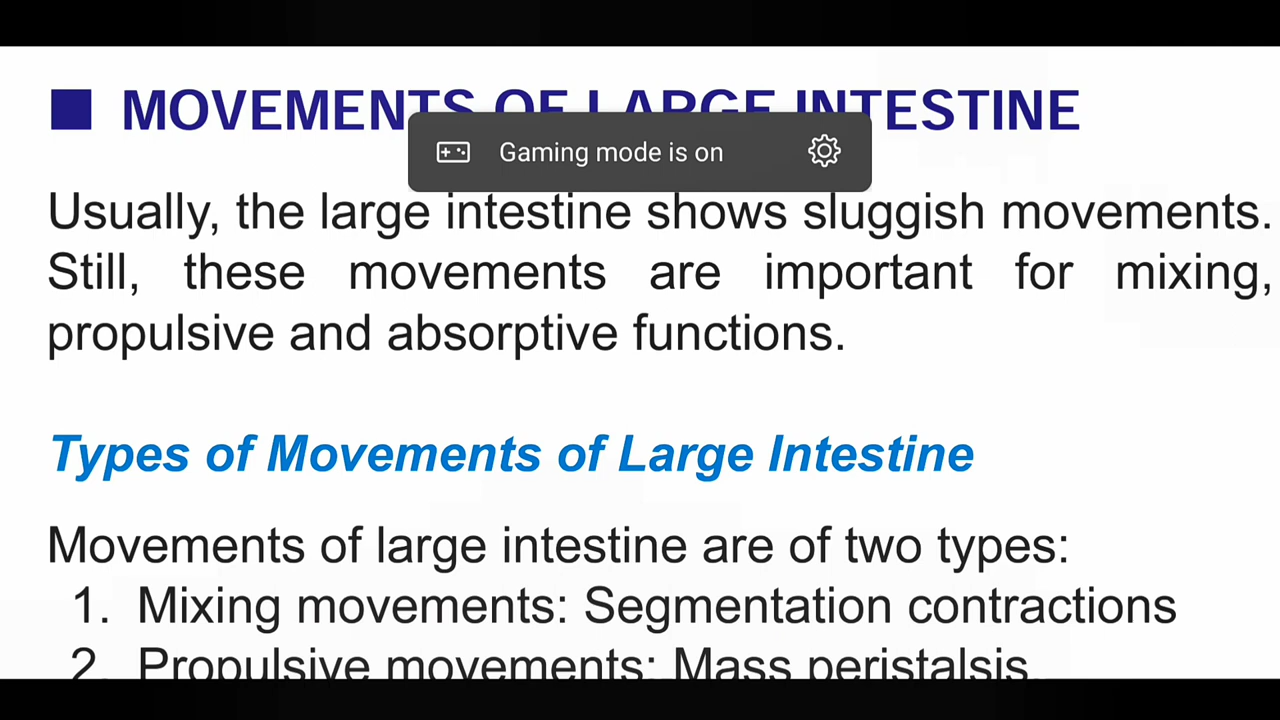 ■ MOVEMENTS OF LARGE INTESTINE
Gaming mode is on
Usually, the large intestine shows sluggish movements.
Still, these movements are important for mixing,
propulsive and absorptive functions.
Types of Movements of Large Intestine
Movements of large intestine are of two types:
1. Mixing movements: Segmentation contractions
2. Propulsive movements: Mass peristalsis.